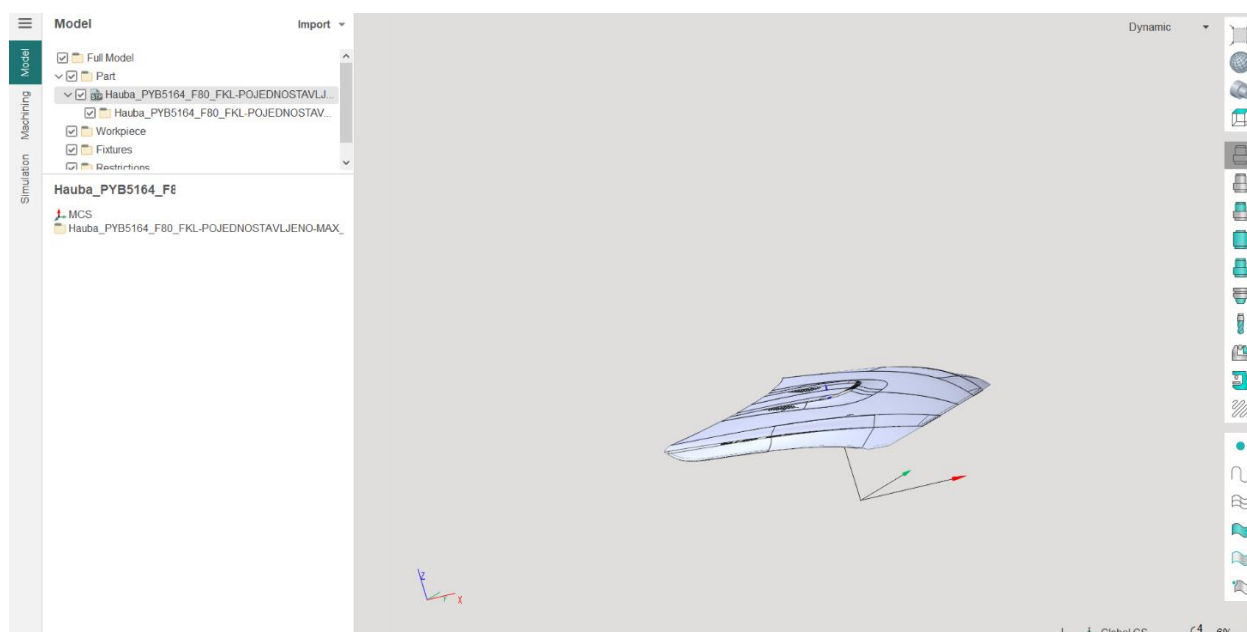 Model
Import
Dynamic
Model
Machining
Simulation
Full Model
Part
Hauba_PYB5164_F80_FKL-POJEDNOSTAVLJ...
Hauba_PYB5164_F80_FKL-POJEDNOSTAV...
Workpiece
Fixtures
Restrictions
Hauba_PYB5164_F8
MCS
Hauba_PYB5164_F80_FKL-POJEDNOSTAVLJENO-MAX_
Z
Y
X
Global CS